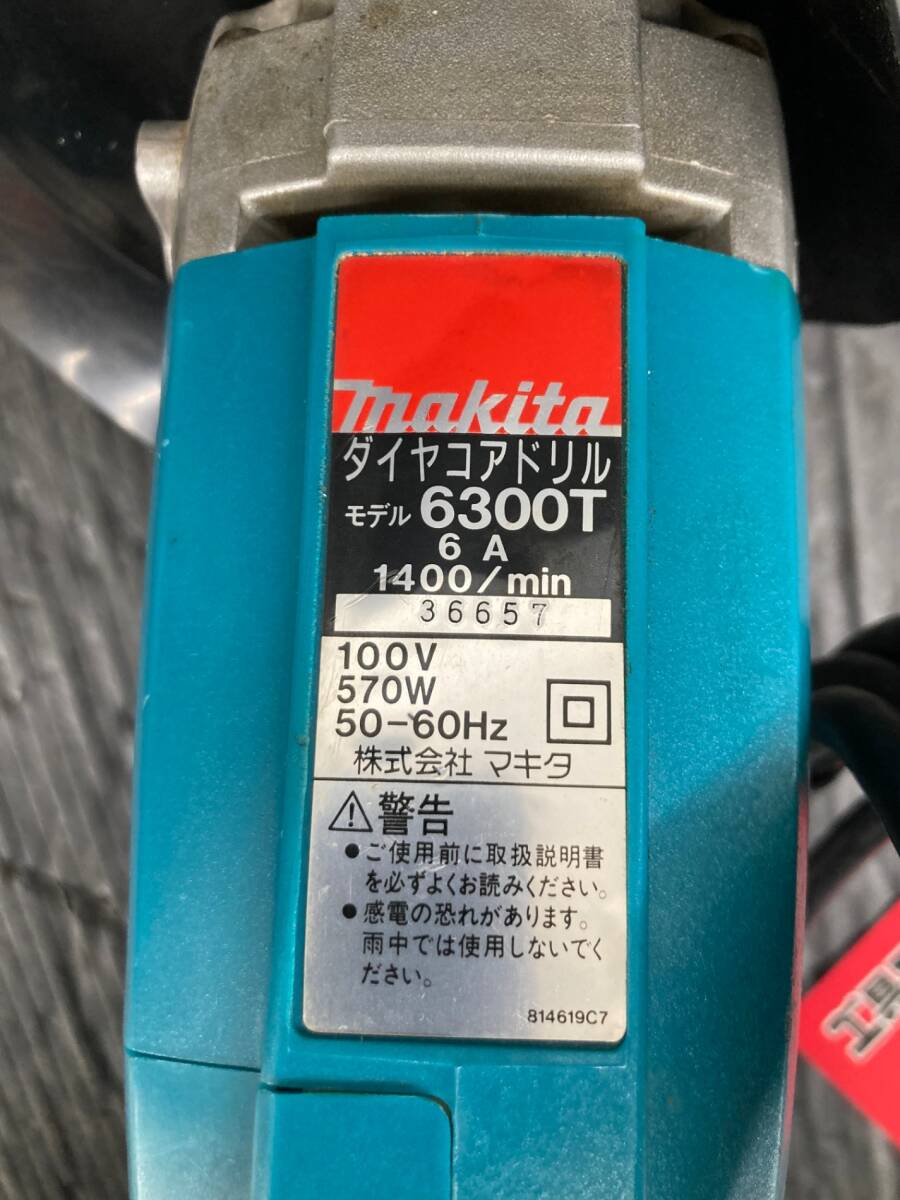 makita
ダイヤコアドリル
モデル 6300T
6 A
1400/min
36657
100V
570W
50-60Hz
株式会社 マキタ
警告
●ご使用前に取扱説明書
を必ずよくお読みください。
●感電の恐れがあります。
雨中では使用しないでく
ださい。
814619C7
工具